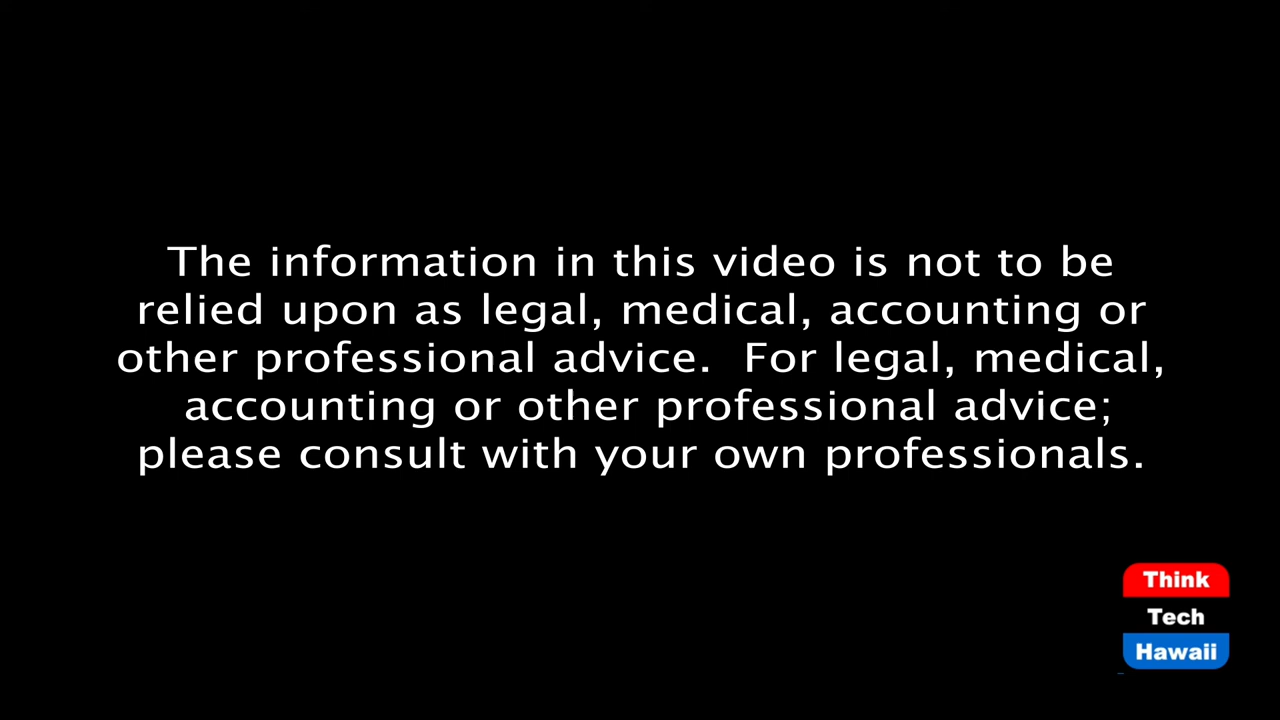 The information in this video is not to be
relied upon as legal, medical, accounting or
other professional advice.  For legal, medical,
accounting or other professional advice;
please consult with your own professionals.
Think
Tech
Hawaii